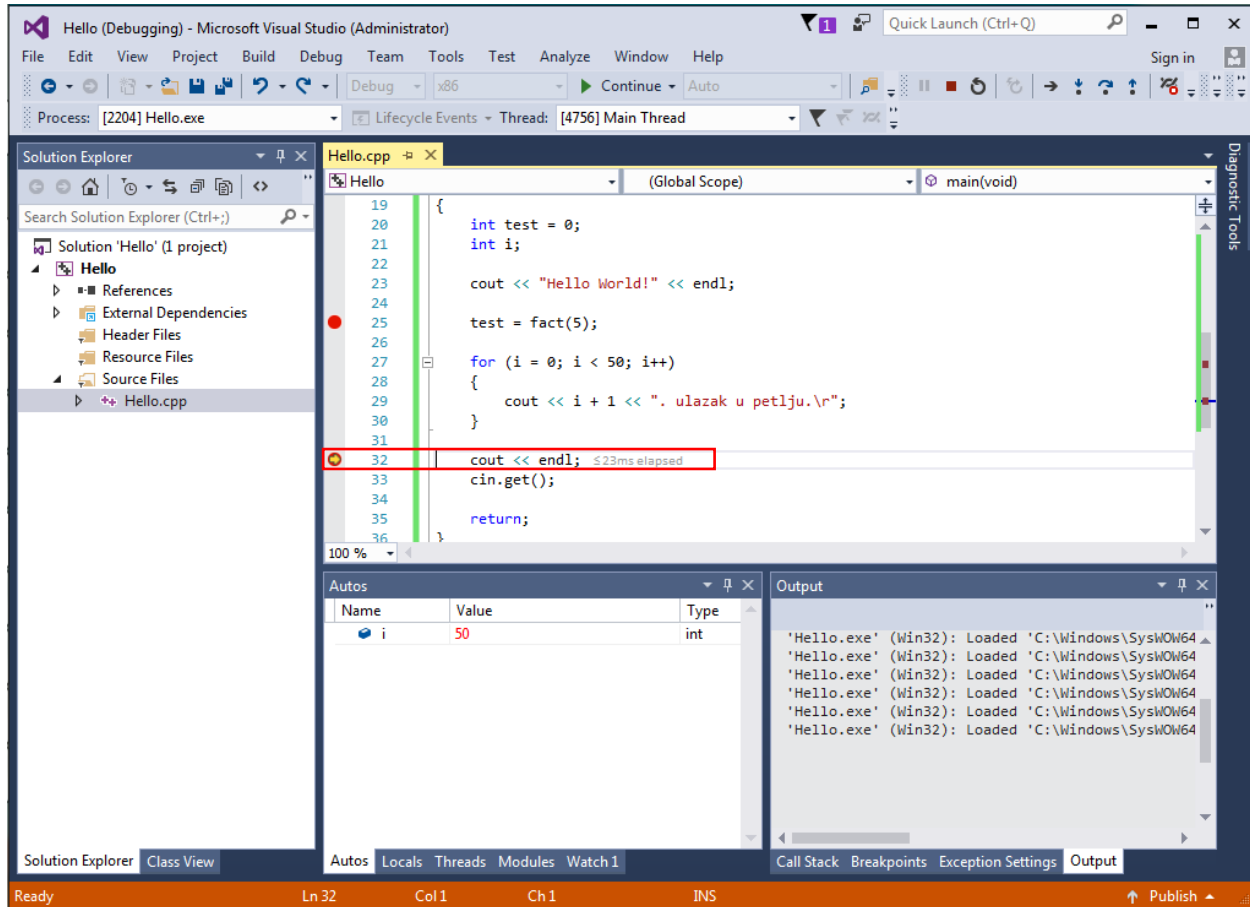 Hello (Debugging) - Microsoft Visual Studio (Administrator)
1
Quick Launch (Ctrl+Q)
File Edit View Project Build Debug Team Tools Test Analyze Window Help Sign in
Debug x86 Continue Auto
Process: [2204] Hello.exe Lifecycle Events Thread: [4756] Main Thread
Solution Explorer
Search Solution Explorer (Ctrl+;)
Solution 'Hello' (1 project)
Hello
References
External Dependencies
Header Files
Resource Files
Source Files
Hello.cpp
Solution Explorer Class View
Hello.cpp
Hello (Global Scope) main(void)
19 {
20 int test = 0;
21 int i;
22
23 cout << "Hello World!" << endl;
24
25 test = fact(5);
26
27 for (i = 0; i < 50; i++)
28 {
29 cout << i + 1 << ". ulazak u petlju.\r";
30 }
31
32 cout << endl; ≤23ms elapsed
33 cin.get();
34
35 return;
36 }
100 %
Diagnostic Tools
Autos
Name Value Type
i 50 int
Autos Locals Threads Modules Watch 1
Output
'Hello.exe' (Win32): Loaded 'C:\Windows\SysWOW64
'Hello.exe' (Win32): Loaded 'C:\Windows\SysWOW64
'Hello.exe' (Win32): Loaded 'C:\Windows\SysWOW64
'Hello.exe' (Win32): Loaded 'C:\Windows\SysWOW64
'Hello.exe' (Win32): Loaded 'C:\Windows\SysWOW64
'Hello.exe' (Win32): Loaded 'C:\Windows\SysWOW64
Call Stack Breakpoints Exception Settings Output
Ready Ln 32 Col 1 Ch 1 INS Publish